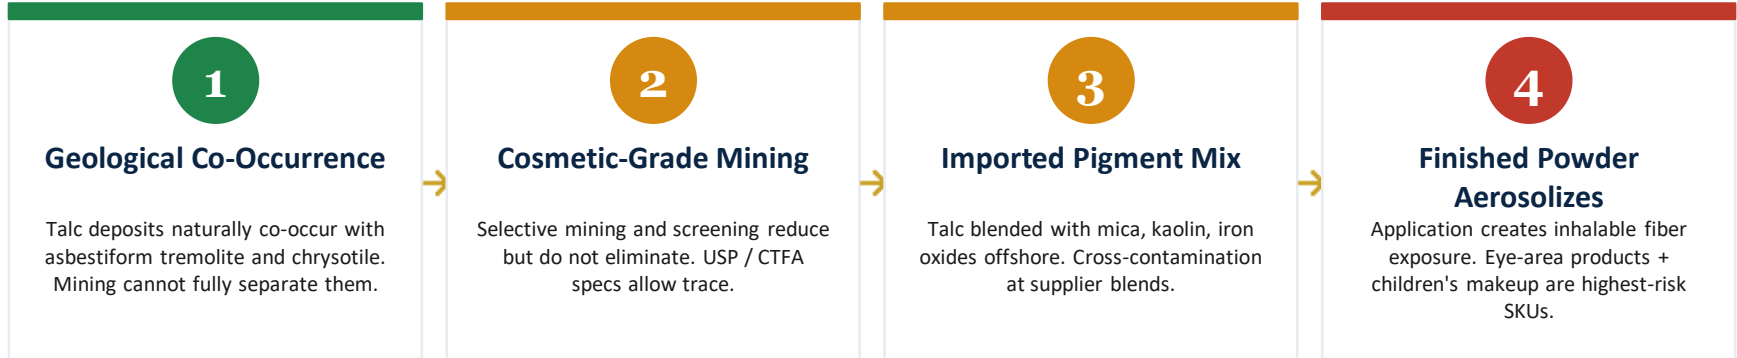 1
Geological Co-Occurrence
Talc deposits naturally co-occur with
asbestiform tremolite and chrysotile.
Mining cannot fully separate them.
2
Cosmetic-Grade Mining
Selective mining and screening reduce
but do not eliminate. USP / CTFA
specs allow trace.
3
Imported Pigment Mix
Talc blended with mica, kaolin, iron
oxides offshore. Cross-contamination
at supplier blends.
4
Finished Powder
Aerosolizes
Application creates inhalable fiber
exposure. Eye-area products +
children's makeup are highest-risk
SKUs.